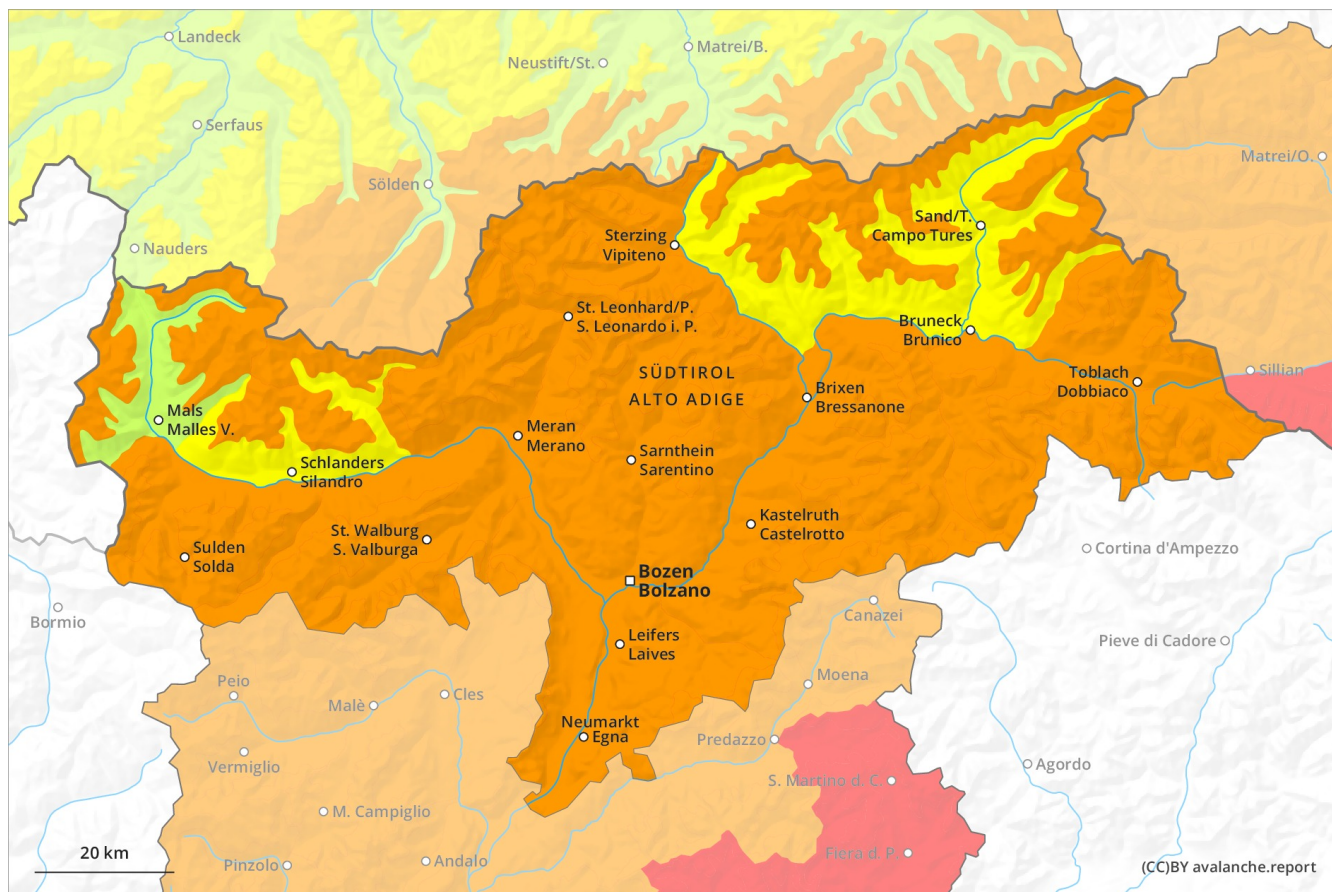 Landeck
Matrei/B.
Neustift/St.
Serfaus
Matrei/O.
Sölden
Sand/T.
Campo Tures
Sterzing
Vipiteno
Nauders
St. Leonhard/P.
S. Leonardo i. P.
Bruneck
Brunico
SÜDTIROL
ALTO ADIGE
Toblach
Dobbiaco
Sillian
Brixen
Bressanone
Mals
Malles V.
Meran
Merano
Sarnthein
Sarentino
Schlanders
Silandro
Kastelruth
Castelrotto
St. Walburg
S. Valburga
Sulden
Solda
Cortina d'Ampezzo
Bozen
Bolzano
Bormio
Canazei
Leifers
Laives
Pieve di Cadore
Moena
Peio
Malè
Cles
Neumarkt
Egna
Predazzo
Vermiglio
Agordo
S. Martino d. C.
M. Campiglio
20 km
Pinzolo
Andalo
Fiera d. P.
(CC)BY avalanche.report